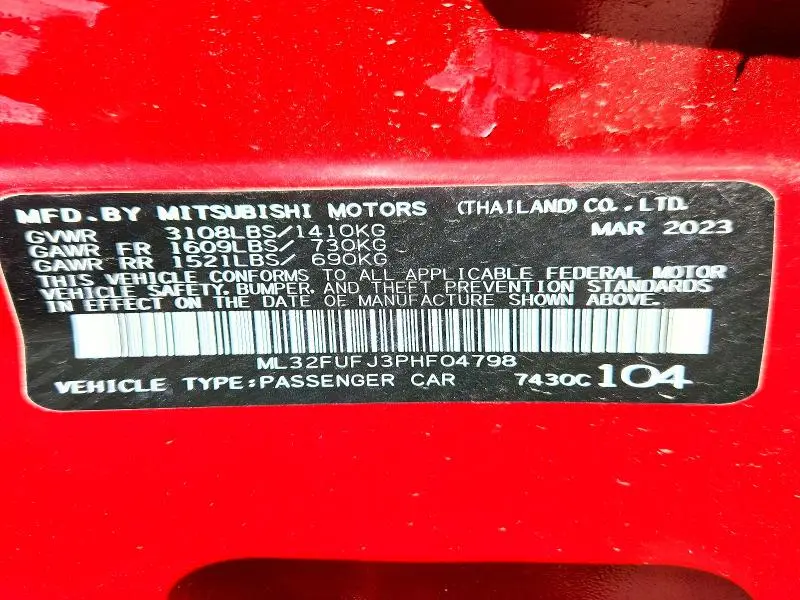 MFD. BY MITSUBISHI MOTORS (THAILAND) CO., LTD.
GVWR 3108LBS/1410KG MAR 2023
GAWR FR 1609LBS/ 730KG
GAWR RR 1521LBS/ 690KG
THIS VEHICLE CONFORMS TO ALL APPLICABLE FEDERAL MOTOR
VEHICLE SAFETY, BUMPER, AND THEFT PREVENTION STANDARDS
IN EFFECT ON THE DATE OF MANUFACTURE SHOWN ABOVE.
ML32FUFJ3PHF04798
VEHICLE TYPE:PASSENGER CAR 7430C 104